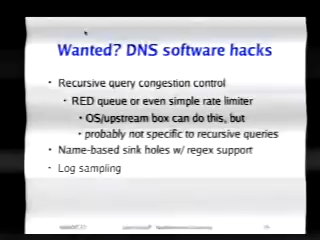 Wanted? DNS software hacks
• Recursive query congestion control
• RED queue or even simple rate limiter
• OS/upstream box can do this, but
• probably not specific to recursive queries
• Name-based sink holes w/ regex support
• Log sampling